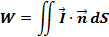 W = ∬ I⃗ · n⃗ dS